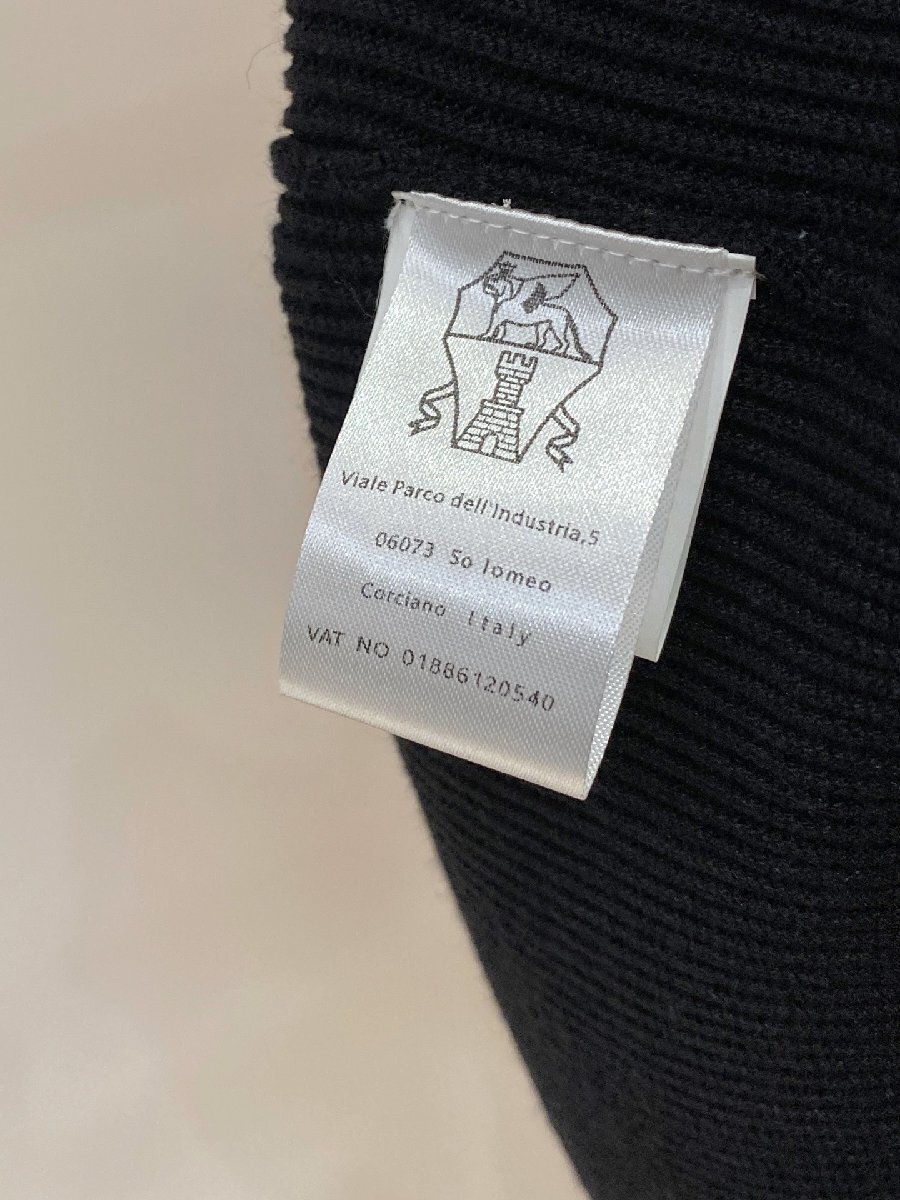 Viale Parco dell'Industria,5
06073 So lomeo
Corciano Italy
VAT NO 01886120540